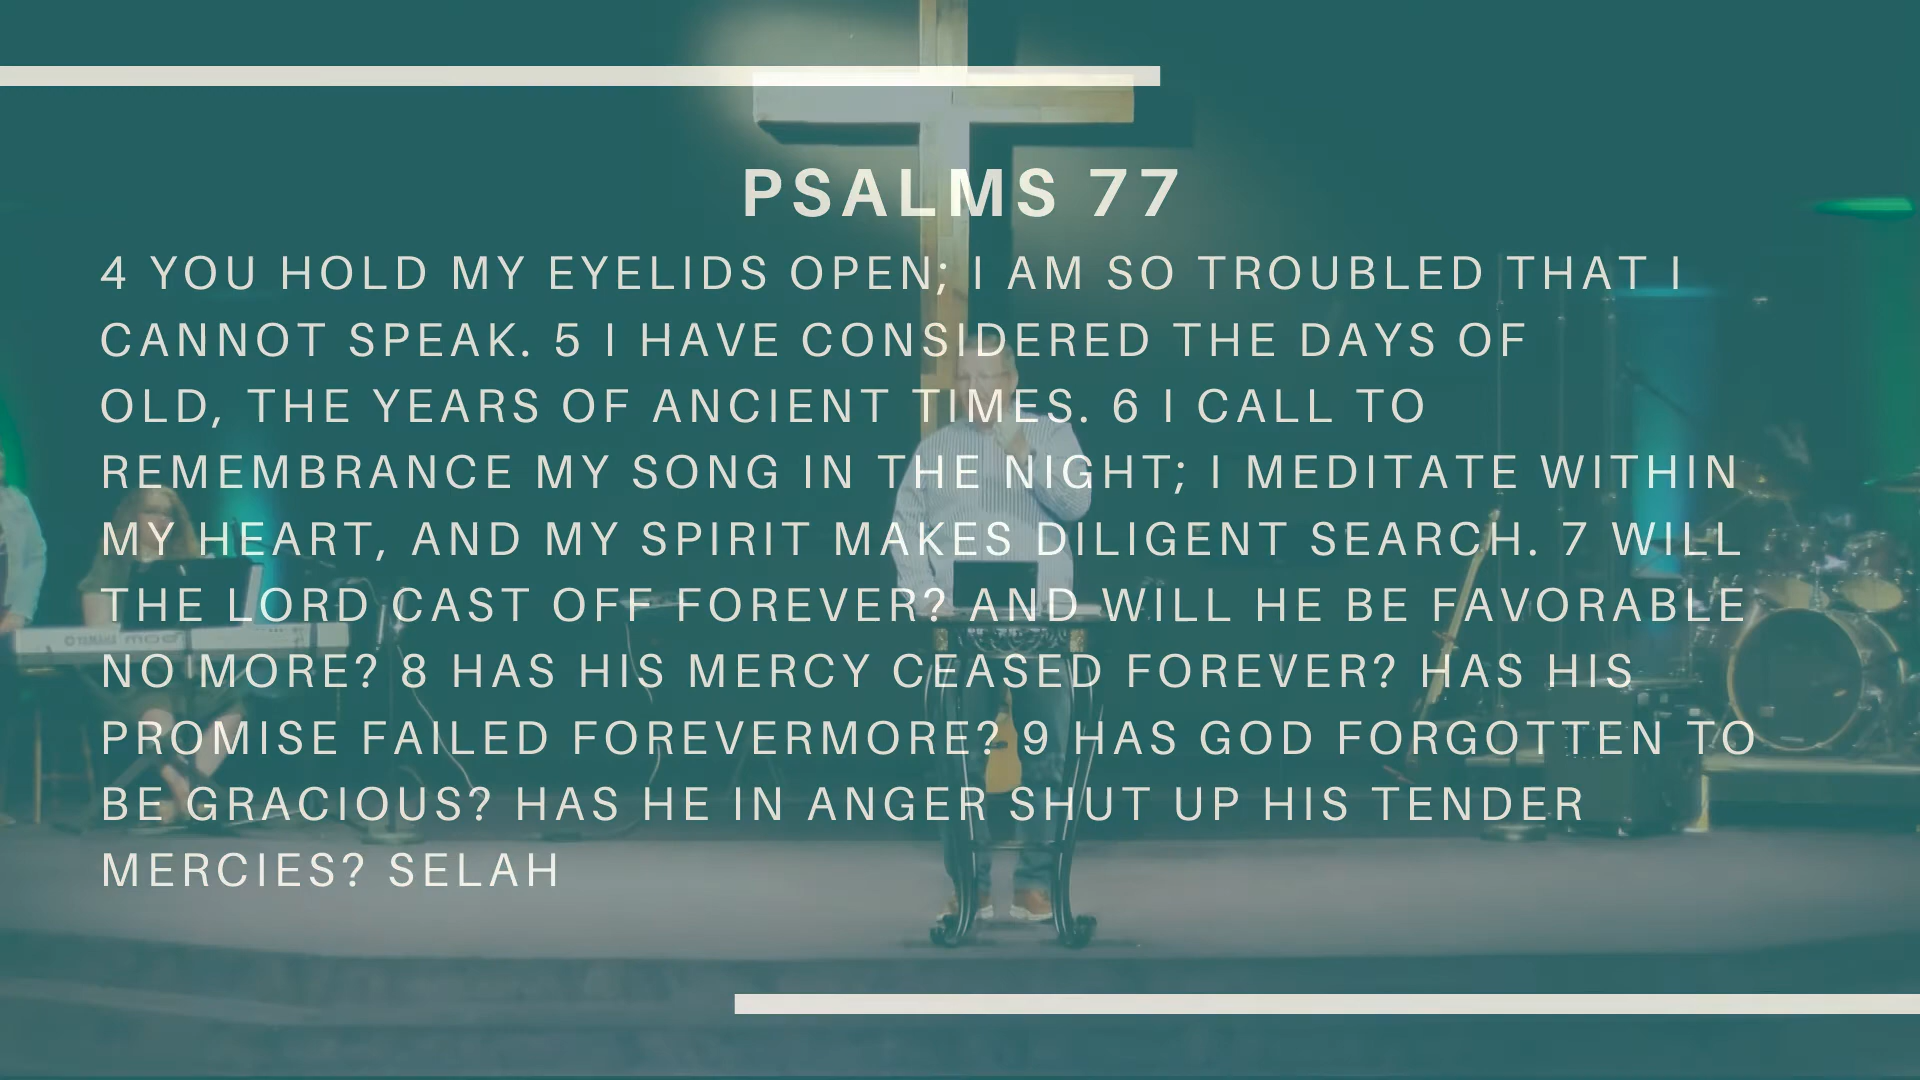 PSALMS 77
4 YOU HOLD MY EYELIDS OPEN; I AM SO TROUBLED THAT I
CANNOT SPEAK. 5 I HAVE CONSIDERED THE DAYS OF
OLD, THE YEARS OF ANCIENT TIMES. 6 I CALL TO
REMEMBRANCE MY SONG IN THE NIGHT; I MEDITATE WITHIN
MY HEART, AND MY SPIRIT MAKES DILIGENT SEARCH. 7 WILL
THE LORD CAST OFF FOREVER? AND WILL HE BE FAVORABLE
NO MORE? 8 HAS HIS MERCY CEASED FOREVER? HAS HIS
PROMISE FAILED FOREVERMORE? 9 HAS GOD FORGOTTEN TO
BE GRACIOUS? HAS HE IN ANGER SHUT UP HIS TENDER
MERCIES? SELAH